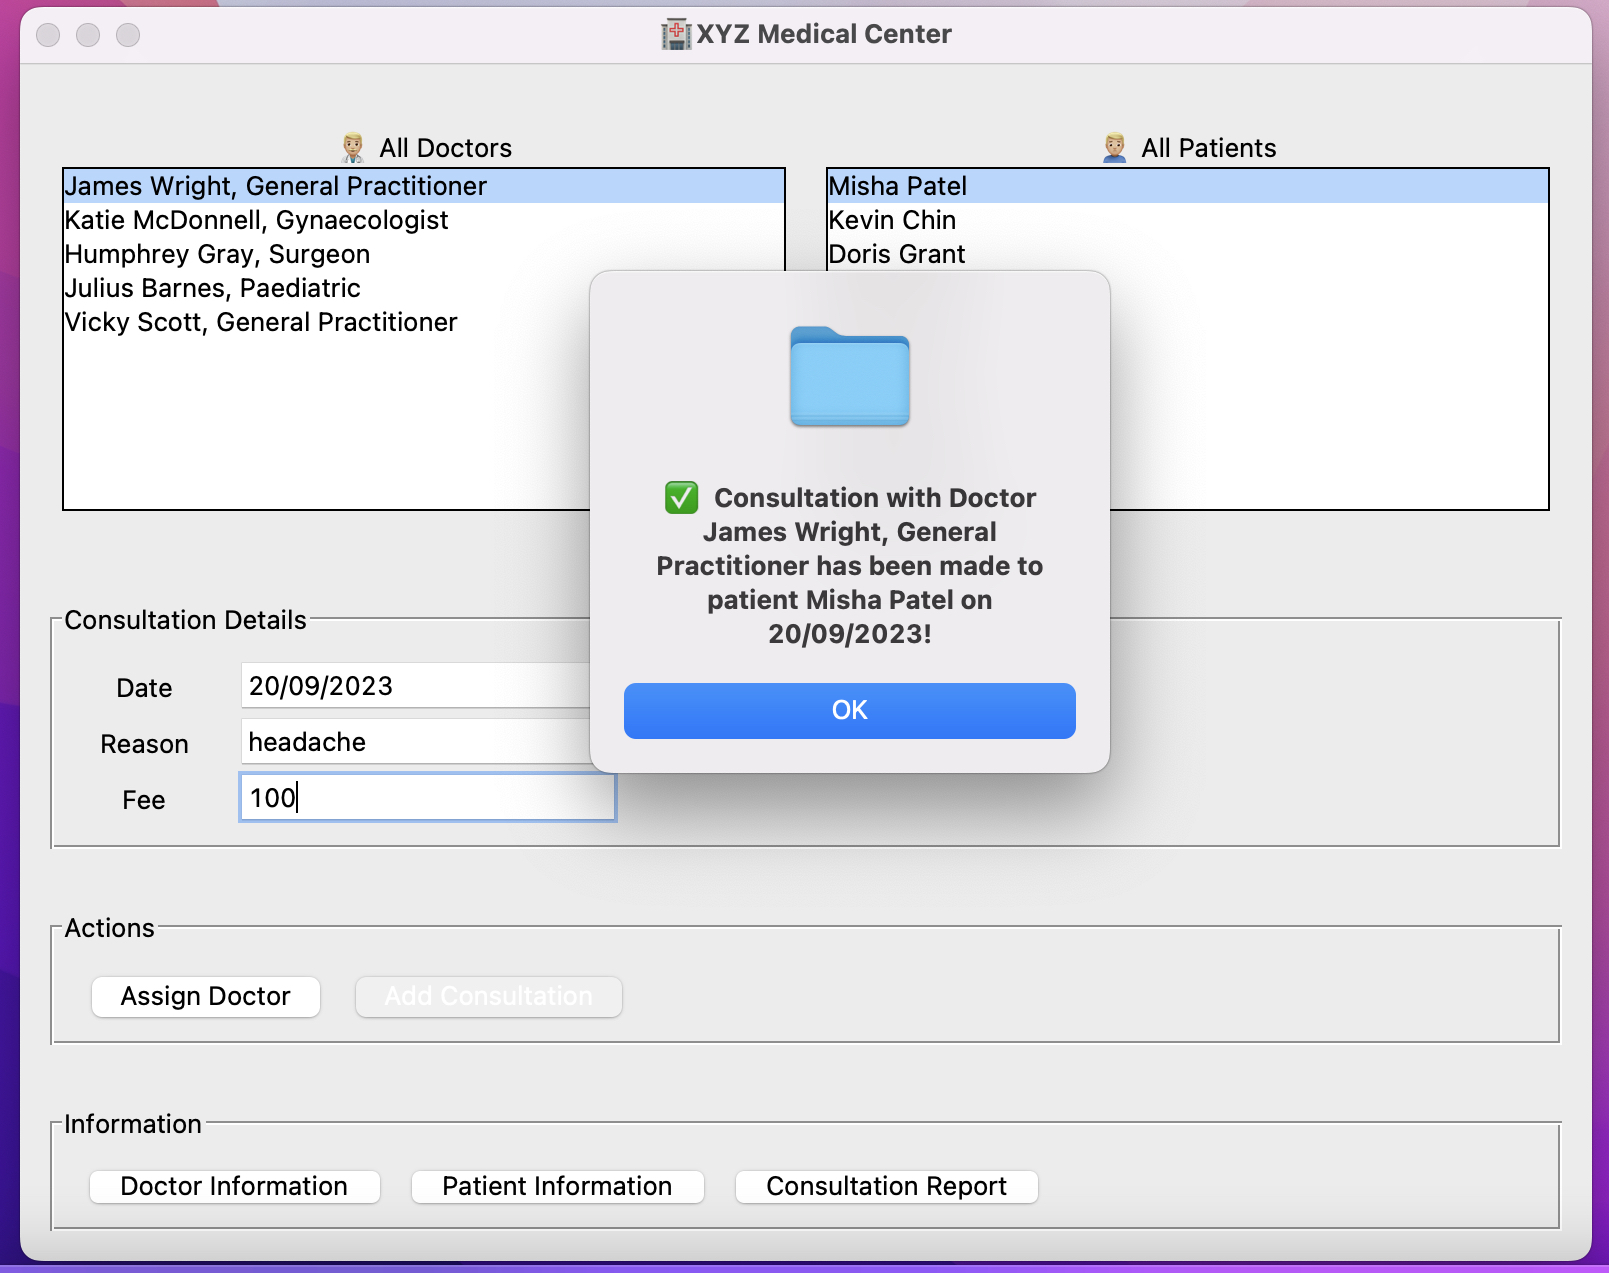 XYZ Medical Center
All Doctors
James Wright, General Practitioner
Katie McDonnell, Gynaecologist
Humphrey Gray, Surgeon
Julius Barnes, Paediatric
Vicky Scott, General Practitioner
All Patients
Misha Patel
Kevin Chin
Doris Grant
Consultation with Doctor
James Wright, General
Practitioner has been made to
patient Misha Patel on
20/09/2023!
OK
Consultation Details
Date 20/09/2023
Reason headache
Fee 100
Actions
Assign Doctor Add Consultation
Information
Doctor Information Patient Information Consultation Report